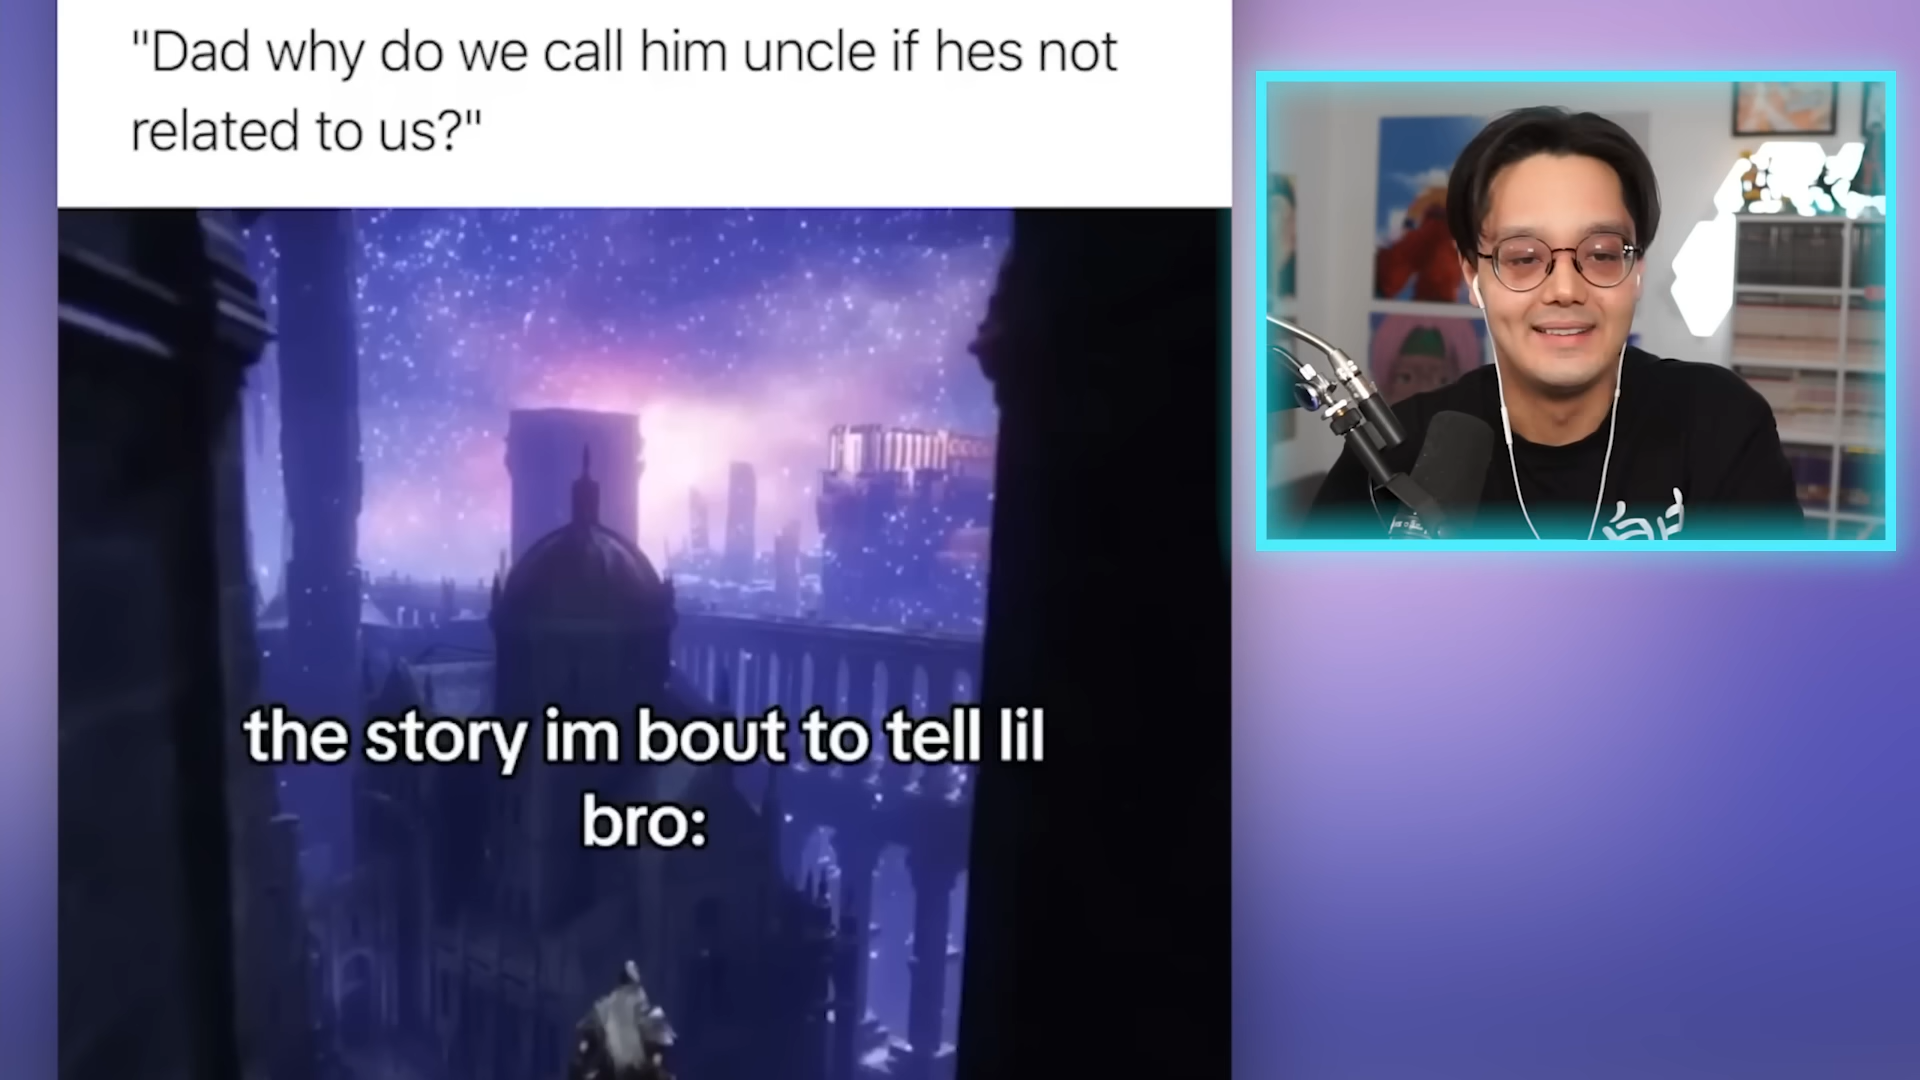 "Dad why do we call him uncle if hes not
related to us?"
the story im bout to tell lil
bro: